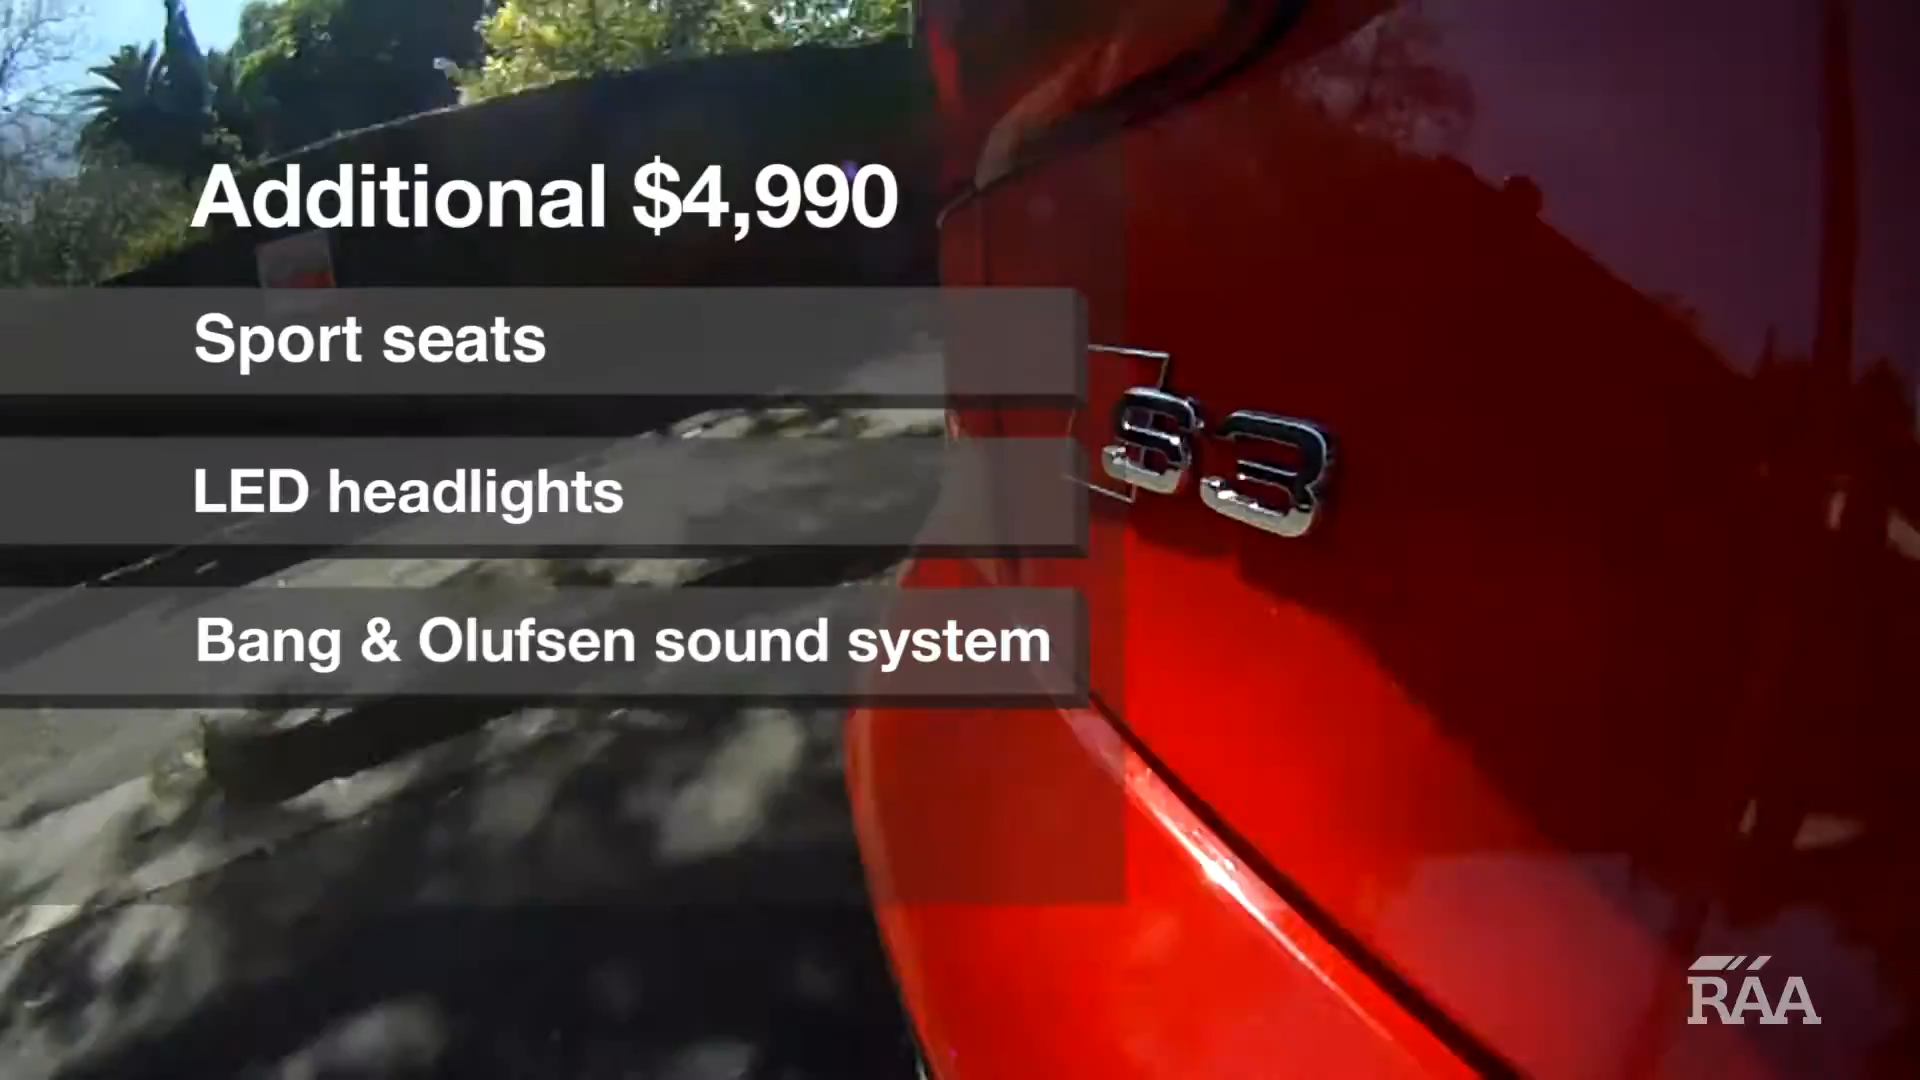 Additional $4,990
Sport seats
S3
LED headlights
Bang & Olufsen sound system
RAA